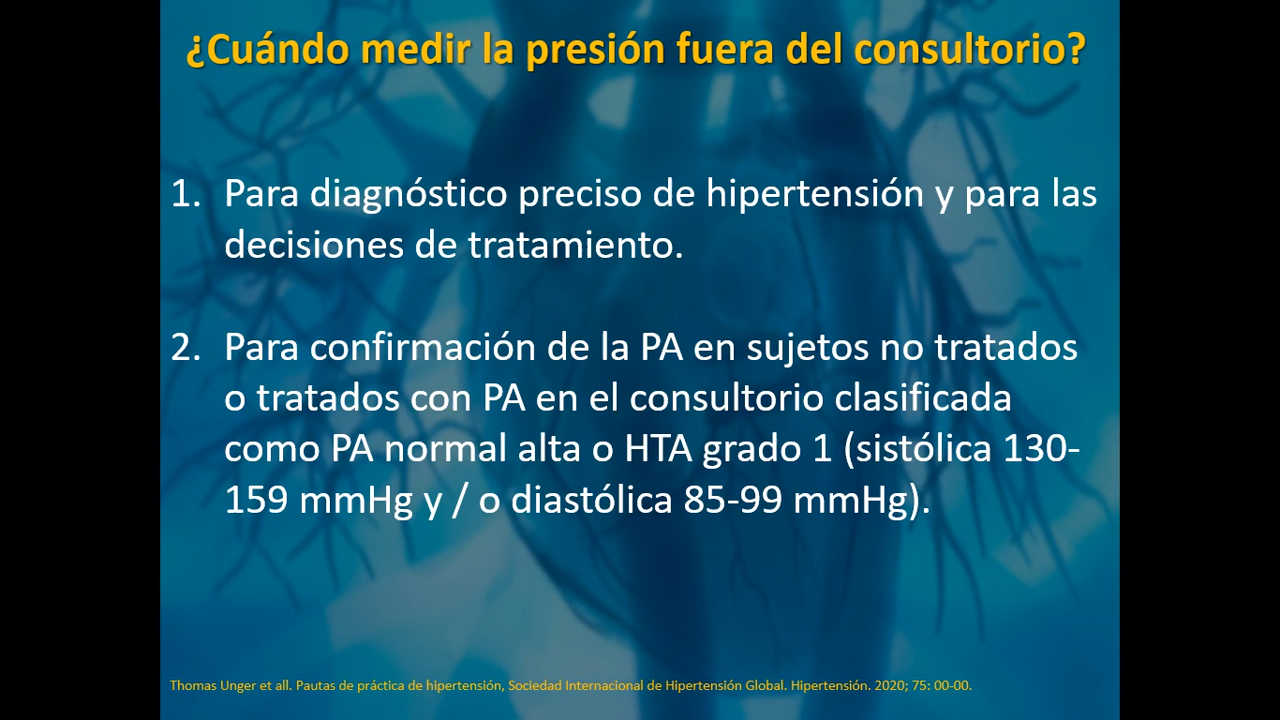 ¿Cuándo medir la presión fuera del consultorio?
1. Para diagnóstico preciso de hipertensión y para las
decisiones de tratamiento.
2. Para confirmación de la PA en sujetos no tratados
o tratados con PA en el consultorio clasificada
como PA normal alta o HTA grado 1 (sistólica 130-
159 mmHg y / o diastólica 85-99 mmHg).
Thomas Unger et all. Pautas de práctica de hipertensión, Sociedad Internacional de Hipertensión Global. Hipertensión. 2020; 75: 00-00.